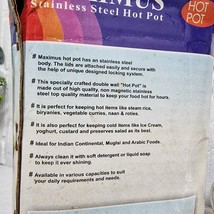 MAXIMUS
Stainless Steel Hot Pot
HOT
POT
# Maximus hot pot has an stainless steel
body. The lids are attached easily and secure with
the help of unique designed locking system.
# This specially crafted double wall "Hot Pot" is
made out of high quality, non magnetic stainless
steel top quality material to keep your food hot for hours.
# It is perfect for keeping hot items like steam rice,
biryanies, vegetable curries, naan & roties.
# It is also perfect for keeping cold items like Ice Cream,
yoghurt, custard and preserves salad as its best.
# Ideal for Indian Continental, Muglai and Arabic Foods.
# Always clean it with soft detergent or liquid soap
to keep it ever shining.
# Available in various capacities to suit
your daily requirements and needs.